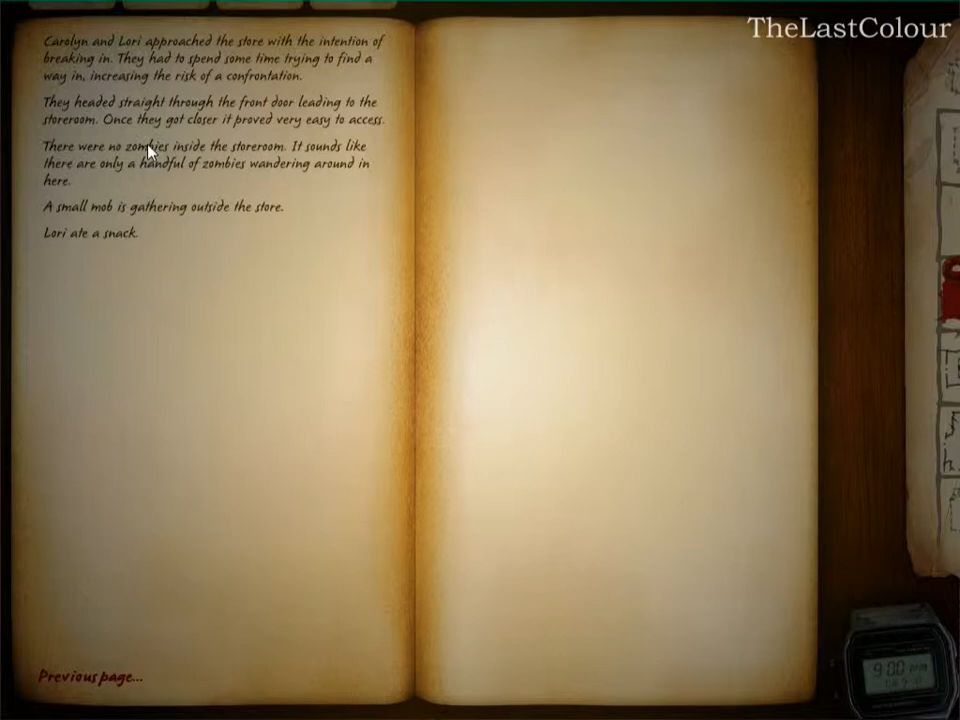 TheLastColour
Carolyn and Lori approached the store with the intention of
breaking in. They had to spend some time trying to find a
way in, increasing the risk of a confrontation.
They headed straight through the front door leading to the
storeroom. Once they got closer it proved very easy to access.
There were no zombies inside the storeroom. It sounds like
there are only a handful of zombies wandering around in
here.
A small mob is gathering outside the store.
Lori ate a snack.
Previous page...
9:00